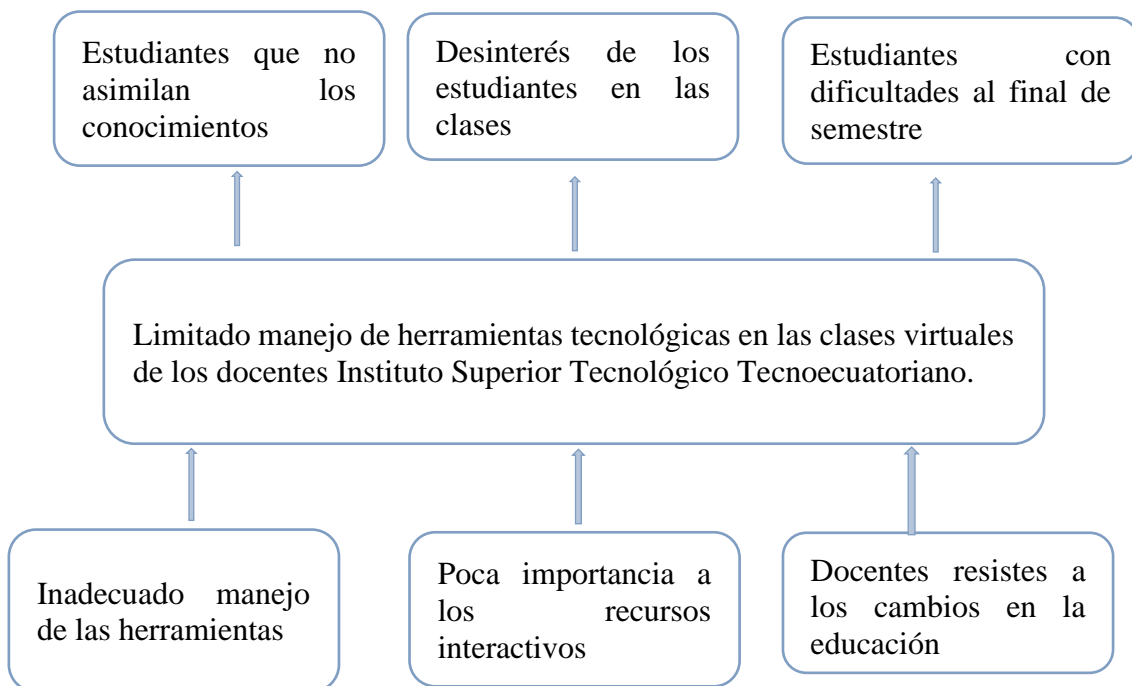 Estudiantes que no
asimilan los
conocimientos
Desinterés de los
estudiantes en las
clases
Estudiantes con
dificultades al final de
semestre
Limitado manejo de herramientas tecnológicas en las clases virtuales
de los docentes Instituto Superior Tecnológico Tecnoecuatoriano.
Inadecuado manejo
de las herramientas
Poca importancia a
los recursos
interactivos
Docentes resistes a
los cambios en la
educación